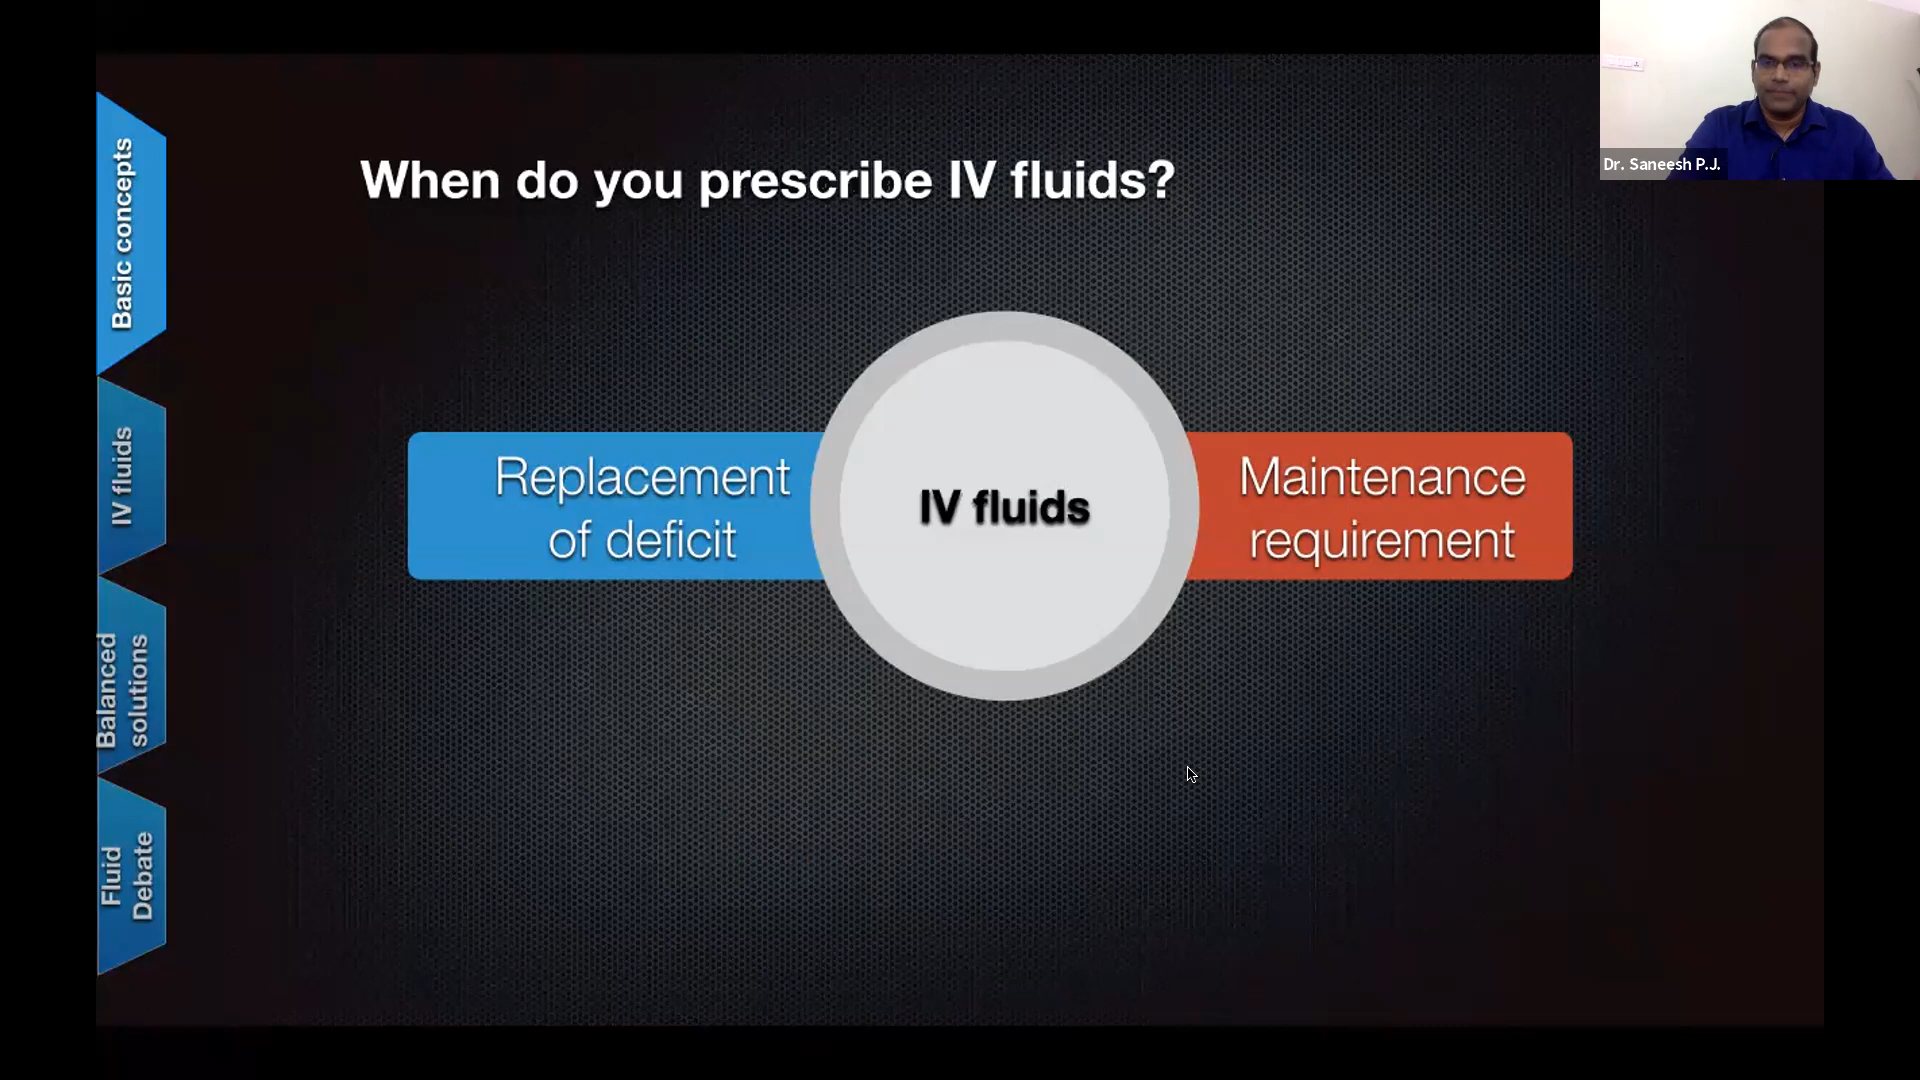 When do you prescribe IV fluids?
Replacement
of deficit
IV fluids
Maintenance
requirement
Basic concepts
IV fluids
Balanced
solutions
Fluid
Debate
Dr. Saneesh P.J.